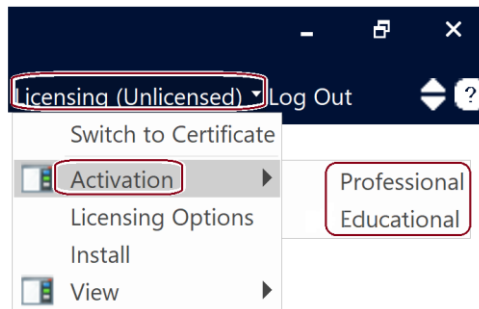 Licensing (Unlicensed) Log Out ?
Switch to Certificate
Activation
Professional
Educational
Licensing Options
Install
View